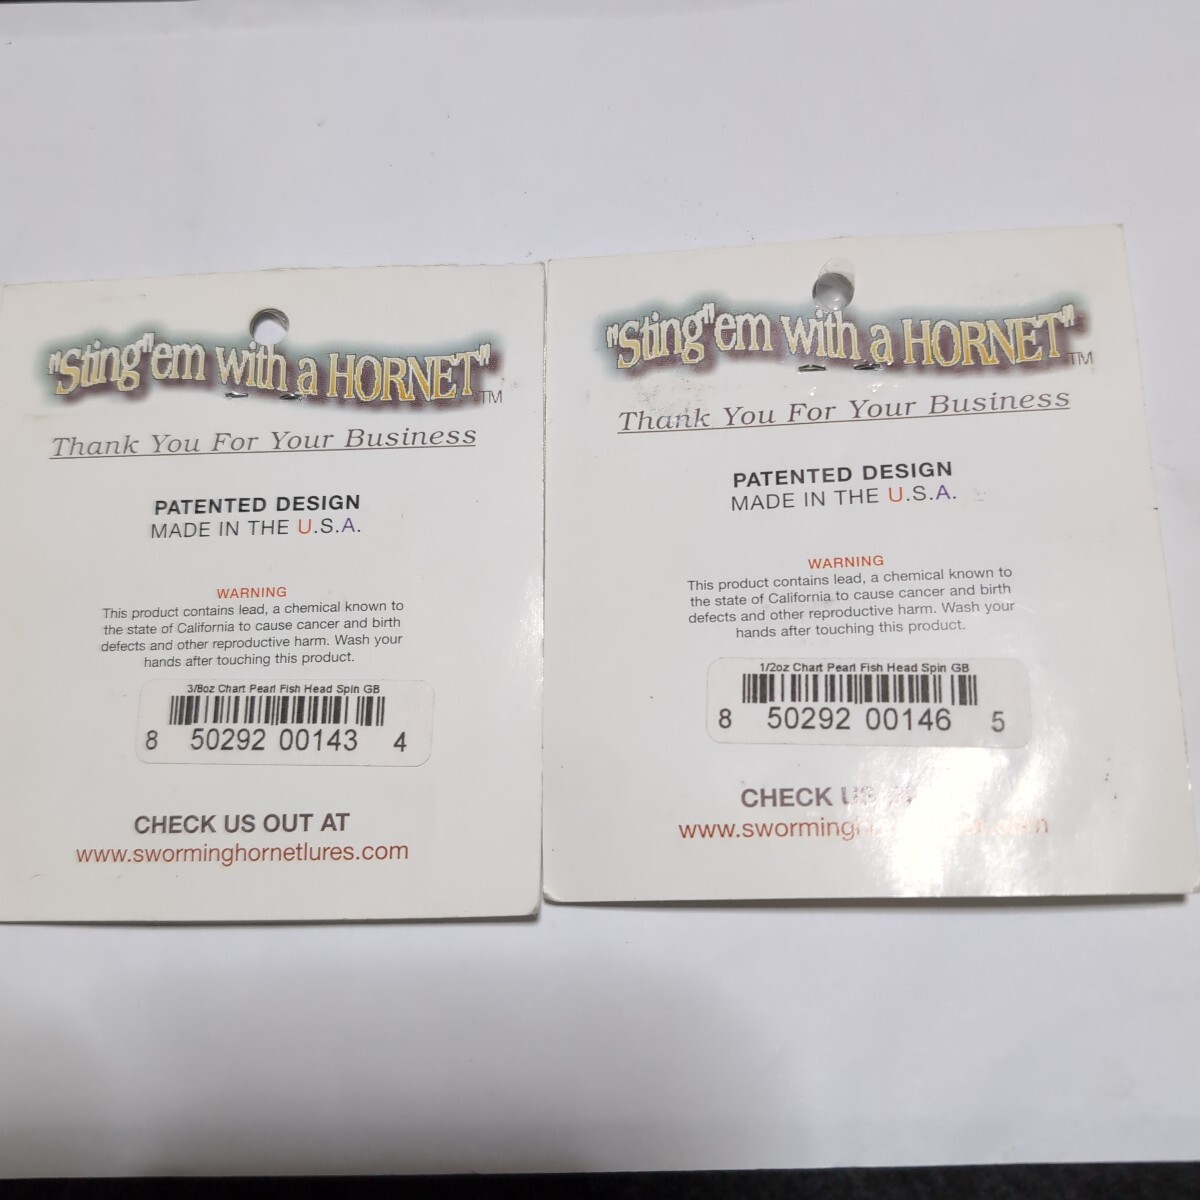 "Sting"em with a HORNET"
TM
Thank You For Your Business
PATENTED DESIGN
MADE IN THE U.S.A.
WARNING
This product contains lead, a chemical known to
the state of California to cause cancer and birth
defects and other reproductive harm. Wash your
hands after touching this product.
3/8oz Chart Pearl Fish Head Spin GB
8 50292 00143 4
CHECK US OUT AT
www.sworminghornetlures.com
"Sting"em with a HORNET"
TM
Thank You For Your Business
PATENTED DESIGN
MADE IN THE U.S.A.
WARNING
This product contains lead, a chemical known to
the state of California to cause cancer and birth
defects and other reproductive harm. Wash your
hands after touching this product.
1/2oz Chart Pearl Fish Head Spin GB
8 50292 00146 5
CHECK US